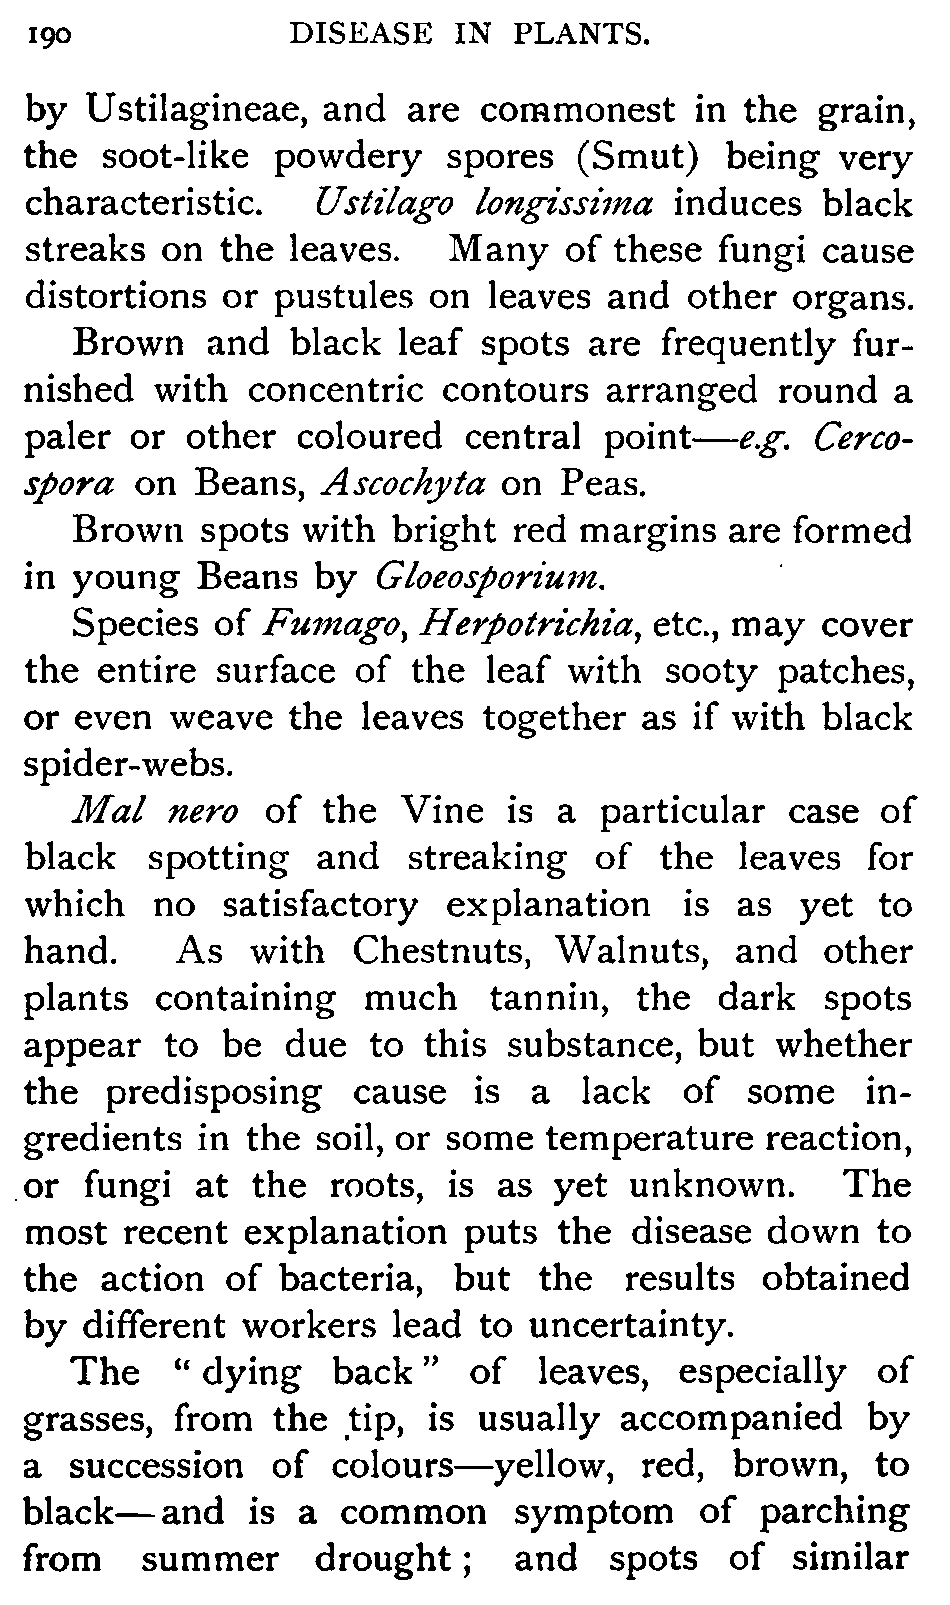 190 DISEASE IN PLANTS.
by Ustilagineae, and are commonest in the grain,
the soot-like powdery spores (Smut) being very
characteristic. Ustilago longissima induces black
streaks on the leaves. Many of these fungi cause
distortions or pustules on leaves and other organs.
Brown and black leaf spots are frequently fur-
nished with concentric contours arranged round a
paler or other coloured central point—e.g. Cerco-
spora on Beans, Ascochyta on Peas.
Brown spots with bright red margins are formed
in young Beans by Gloeosporium.
Species of Fumago, Herpotrichia, etc., may cover
the entire surface of the leaf with sooty patches,
or even weave the leaves together as if with black
spider-webs.
Mal nero of the Vine is a particular case of
black spotting and streaking of the leaves for
which no satisfactory explanation is as yet to
hand. As with Chestnuts, Walnuts, and other
plants containing much tannin, the dark spots
appear to be due to this substance, but whether
the predisposing cause is a lack of some in-
gredients in the soil, or some temperature reaction,
or fungi at the roots, is as yet unknown. The
most recent explanation puts the disease down to
the action of bacteria, but the results obtained
by different workers lead to uncertainty.
The "dying back" of leaves, especially of
grasses, from the tip, is usually accompanied by
a succession of colours—yellow, red, brown, to
black—and is a common symptom of parching
from summer drought; and spots of similar